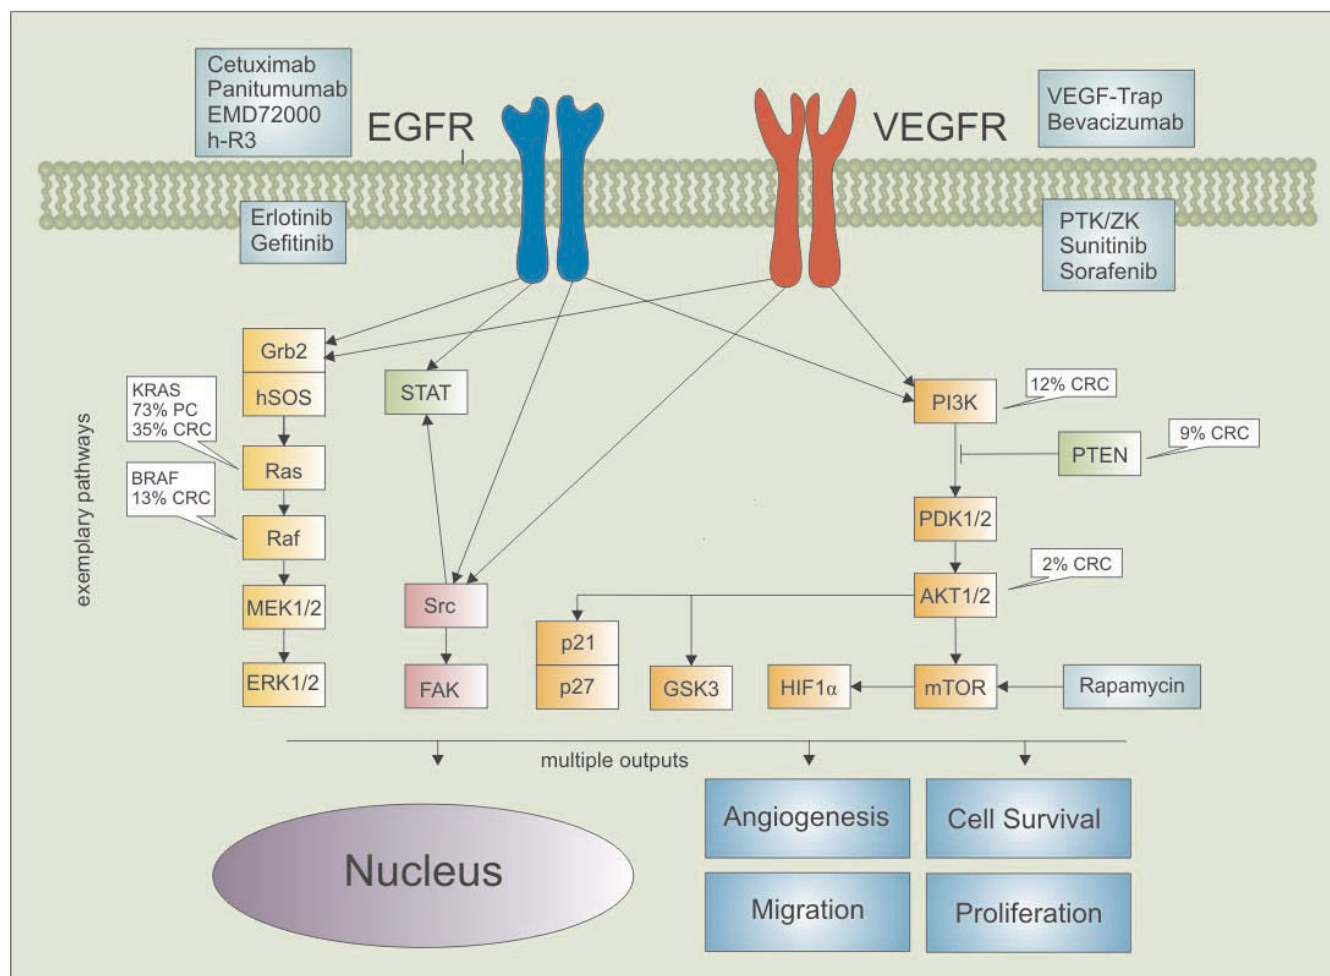 Cetuximab
Panitumumab
EMD72000
h-R3
EGFR
VEGFR
VEGF-Trap
Bevacizumab
Erlotinib
Gefitinib
PTK/ZK
Sunitinib
Sorafenib
exemplary pathways
Grb2
hSOS
KRAS
73% PC
35% CRC
Ras
BRAF
13% CRC
Raf
MEK1/2
ERK1/2
STAT
Src
FAK
PI3K
12% CRC
PTEN
9% CRC
PDK1/2
AKT1/2
2% CRC
p21
p27
GSK3
HIF1α
mTOR
Rapamycin
multiple outputs
Nucleus
Angiogenesis
Cell Survival
Migration
Proliferation